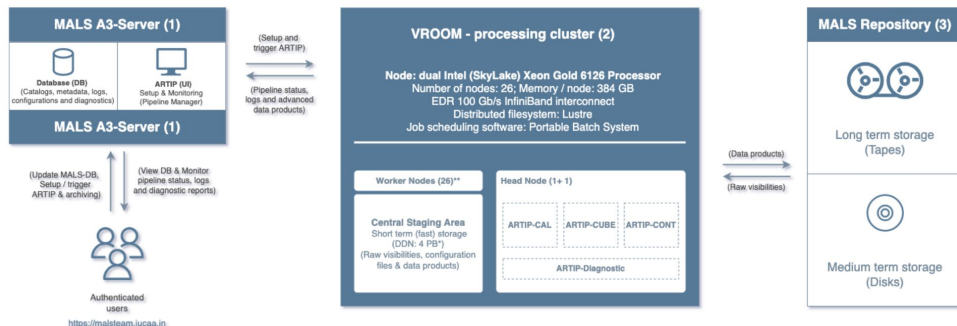 MALS A3-Server (1)
Database (DB)
(Catalogs, metadata, logs,
configurations and diagnostics)
ARTIP (UI)
Setup & Monitoring
(Pipeline Manager)
MALS A3-Server (1)
(Setup and
trigger ARTIP)
(Pipeline status,
logs and advanced
data products)
(Update MALS-DB,
Setup / trigger
ARTIP & archiving)
(View DB & Monitor
pipeline status, logs
and diagnostic reports)
Authenticated
users
https://malsteam.iucaa.in
VROOM - processing cluster (2)
Node: dual Intel (SkyLake) Xeon Gold 6126 Processor
Number of nodes: 26; Memory / node: 384 GB
EDR 100 Gb/s InfiniBand interconnect
Distributed filesystem: Lustre
Job scheduling software: Portable Batch System
Worker Nodes (26)**
Central Staging Area
Short term (fast) storage
(DDN: 4 PB*)
(Raw visibilities, configuration
files & data products)
Head Node (1+ 1)
ARTIP-CAL
ARTIP-CUBE
ARTIP-CONT
ARTIP-Diagnostic
(Data products)
(Raw visibilities)
MALS Repository (3)
Long term storage
(Tapes)
Medium term storage
(Disks)